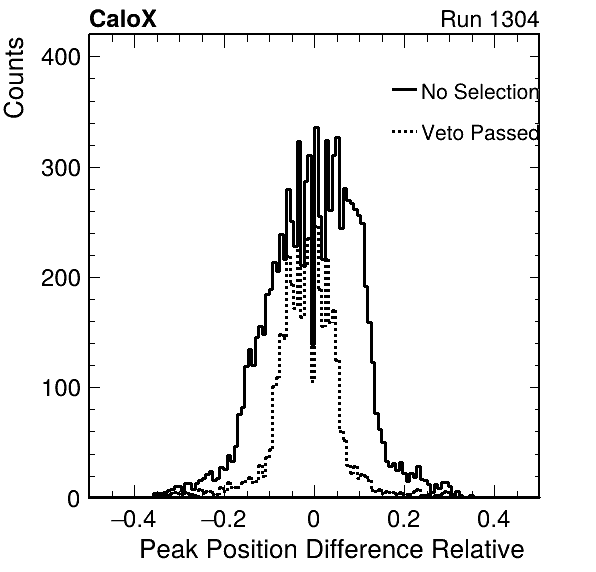 CaloX
Run 1304
Counts
400
300
200
100
0
No Selection
Veto Passed
−0.4
−0.2
0
0.2
0.4
Peak Position Difference Relative